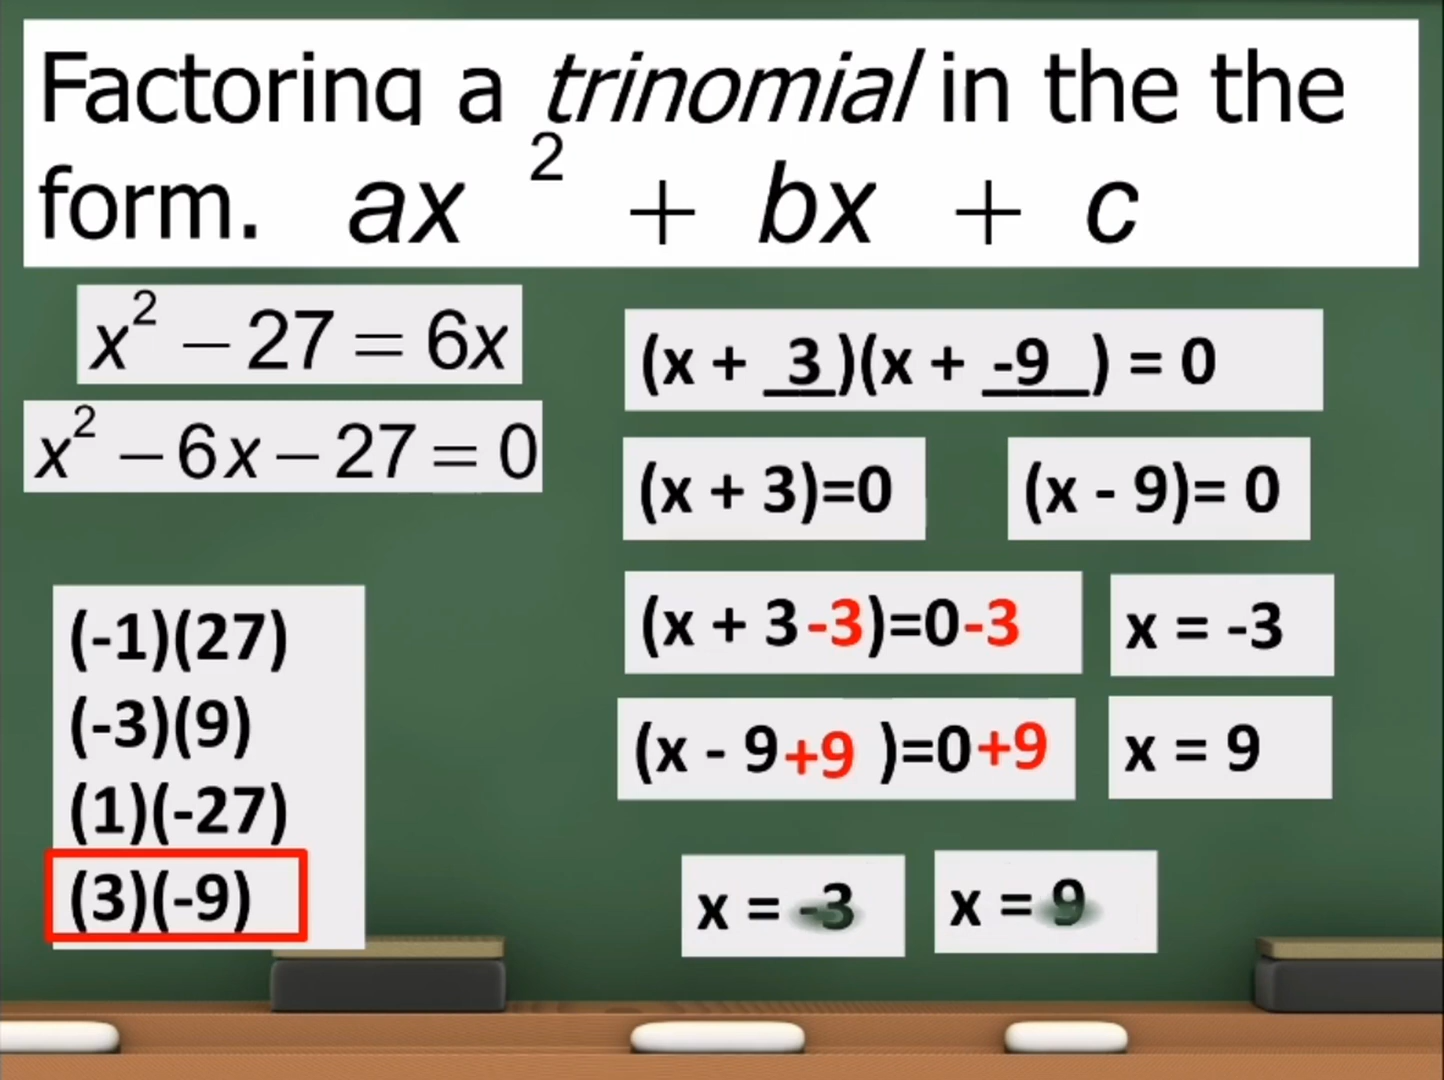 Factoring a trinomial in the the
form. ax² + bx + c
x² – 27 = 6x
x² – 6x – 27 = 0
(-1)(27)
(-3)(9)
(1)(-27)
(3)(-9)
(x + _3_)(x + _-9_) = 0
(x + 3)=0 (x - 9)= 0
(x + 3-3)=0-3 x = -3
(x - 9+9 )=0+9 x = 9
x = -3 x = 9